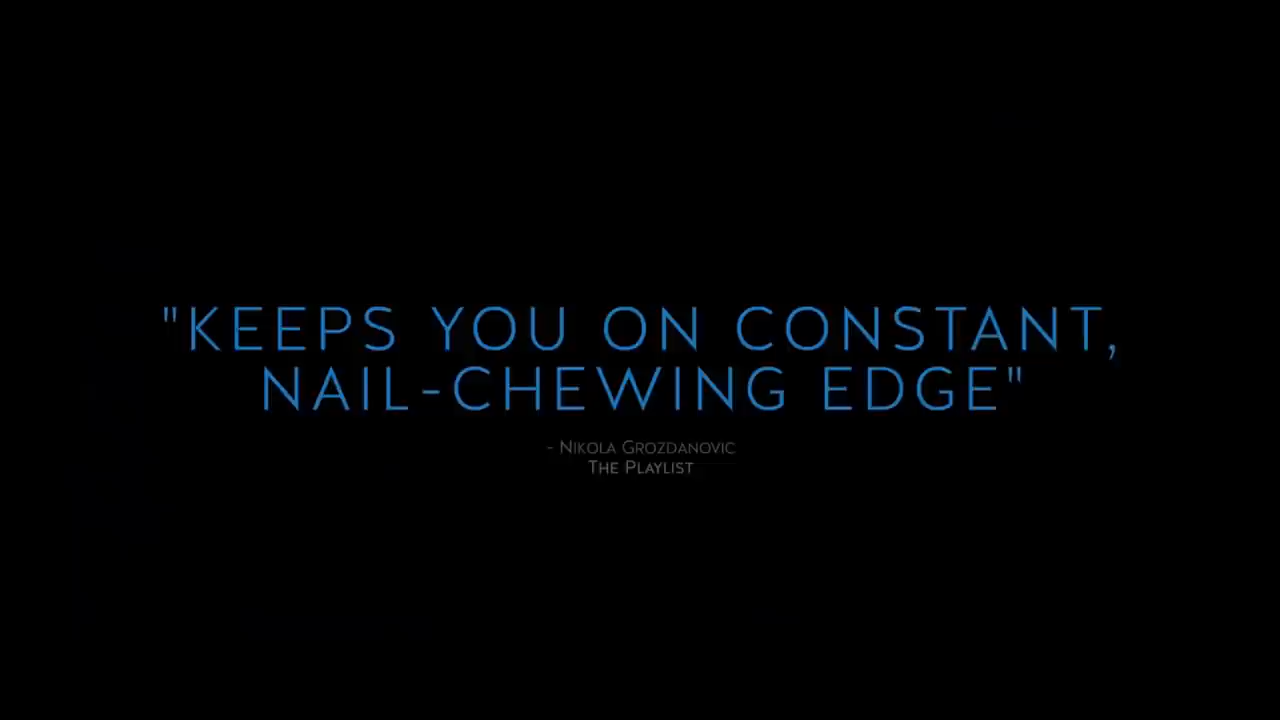 "KEEPS YOU ON CONSTANT,
NAIL-CHEWING EDGE"
- NIKOLA GROZDANOVIC
THE PLAYLIST